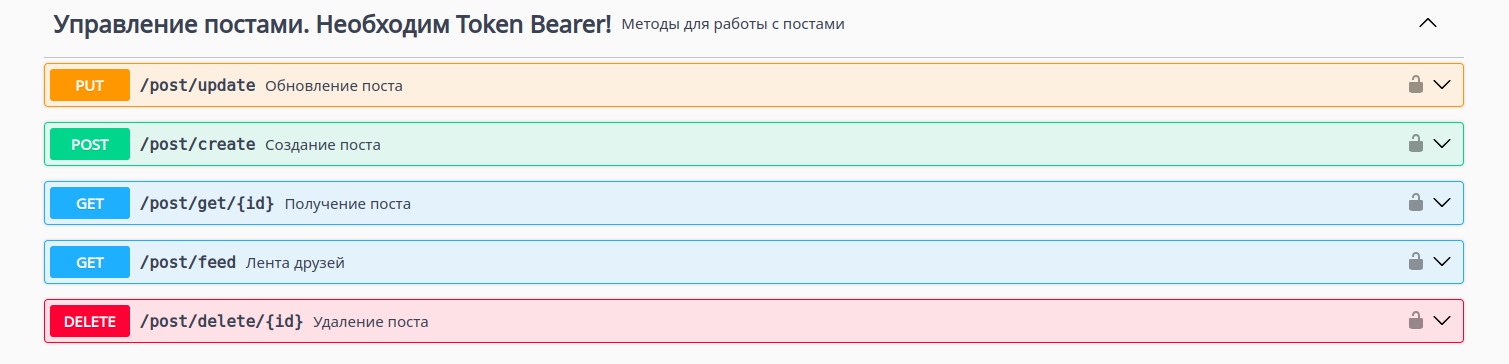 Управление постами. Необходим Token Bearer! Методы для работы с постами
PUT /post/update Обновление поста
POST /post/create Создание поста
GET /post/get/{id} Получение поста
GET /post/feed Лента друзей
DELETE /post/delete/{id} Удаление поста